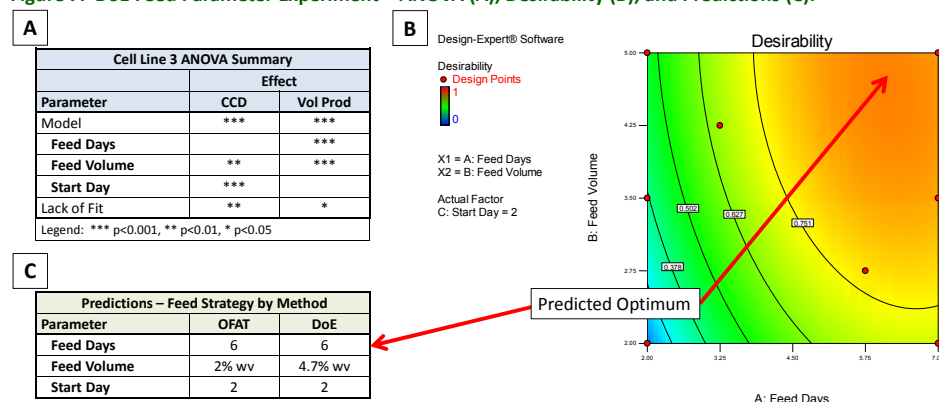 A
Cell Line 3 ANOVA Summary
Effect
Parameter CCD Vol Prod
Model *** ***
Feed Days ***
Feed Volume ** ***
Start Day ***
Lack of Fit ** *
Legend: *** p<0.001, ** p<0.01, * p<0.05
B
Design-Expert® Software
Desirability
Design Points
1
0
X1 = A: Feed Days
X2 = B: Feed Volume
Actual Factor
C: Start Day = 2
Desirability
B: Feed Volume
5.00
4.25
3.50
2.75
2.00
0.378
0.502
0.627
0.751
2.00 3.25 4.50 5.75
A: Feed Days
Predicted Optimum
C
Predictions – Feed Strategy by Method
Parameter OFAT DoE
Feed Days 6 6
Feed Volume 2% wv 4.7% wv
Start Day 2 2